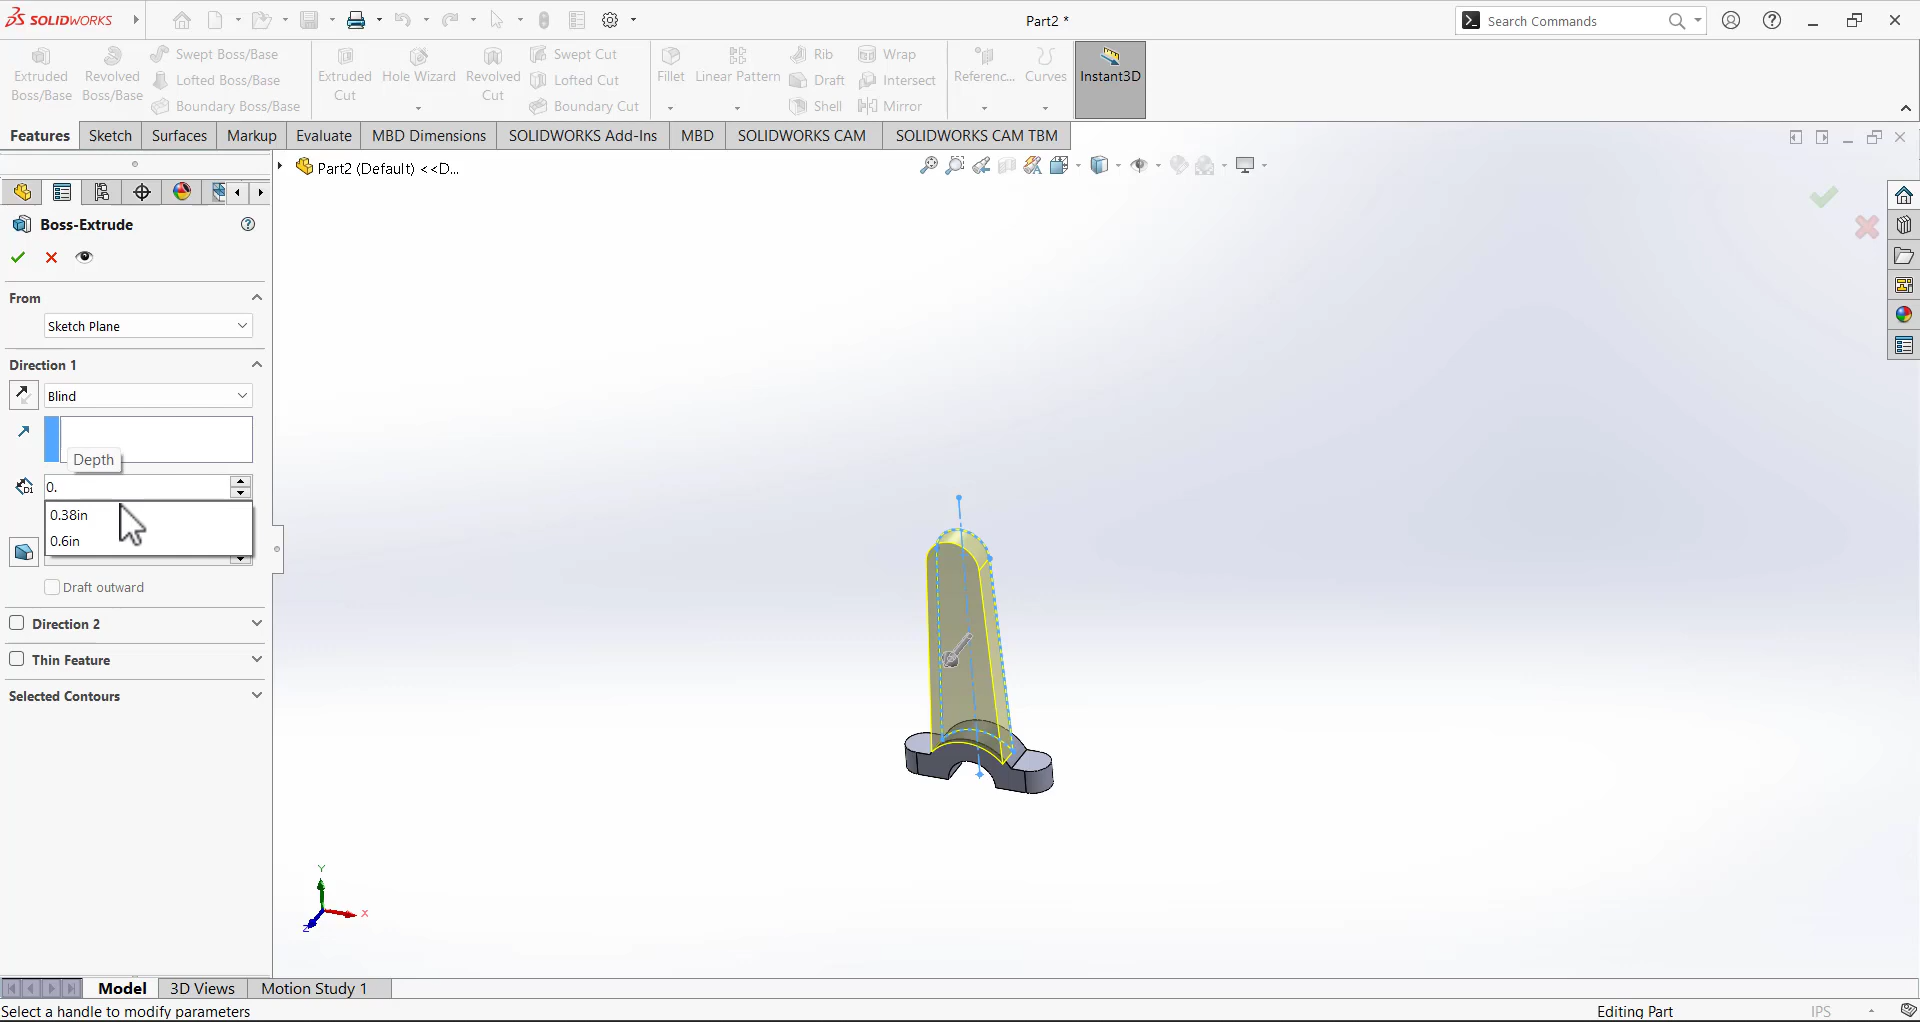 SOLIDWORKS
Part2 *
Search Commands
Extruded Boss/Base
Revolved Boss/Base
Swept Boss/Base
Lofted Boss/Base
Boundary Boss/Base
Extruded Cut
Hole Wizard
Revolved Cut
Swept Cut
Lofted Cut
Boundary Cut
Fillet
Linear Pattern
Rib
Draft
Shell
Wrap
Intersect
Mirror
Referenc...
Curves
Instant3D
Features
Sketch
Surfaces
Markup
Evaluate
MBD Dimensions
SOLIDWORKS Add-Ins
MBD
SOLIDWORKS CAM
SOLIDWORKS CAM TBM
Part2 (Default) <<D...
Boss-Extrude
From
Sketch Plane
Direction 1
Blind
Depth
D1
0.
0.38in
0.6in
Draft outward
Direction 2
Thin Feature
Selected Contours
Y
X
Z
Model
3D Views
Motion Study 1
Select a handle to modify parameters
Editing Part
IPS